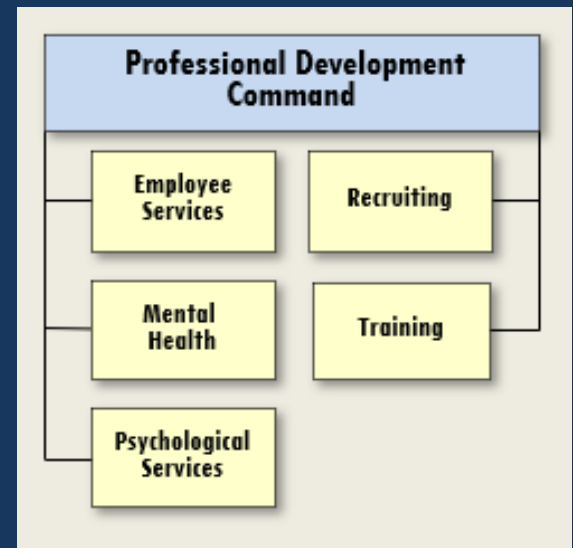 Professional Development
Command
Employee
Services
Recruiting
Mental
Health
Training
Psychological
Services